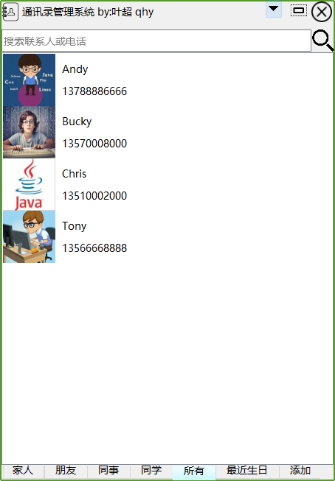 通讯录管理系统 by:叶超 qhy
搜索联系人或电话
Andy
13788886666
Bucky
13570008000
Chris
13510002000
Java
Tony
13566668888
家人 朋友 同事 同学 所有 最近生日 添加